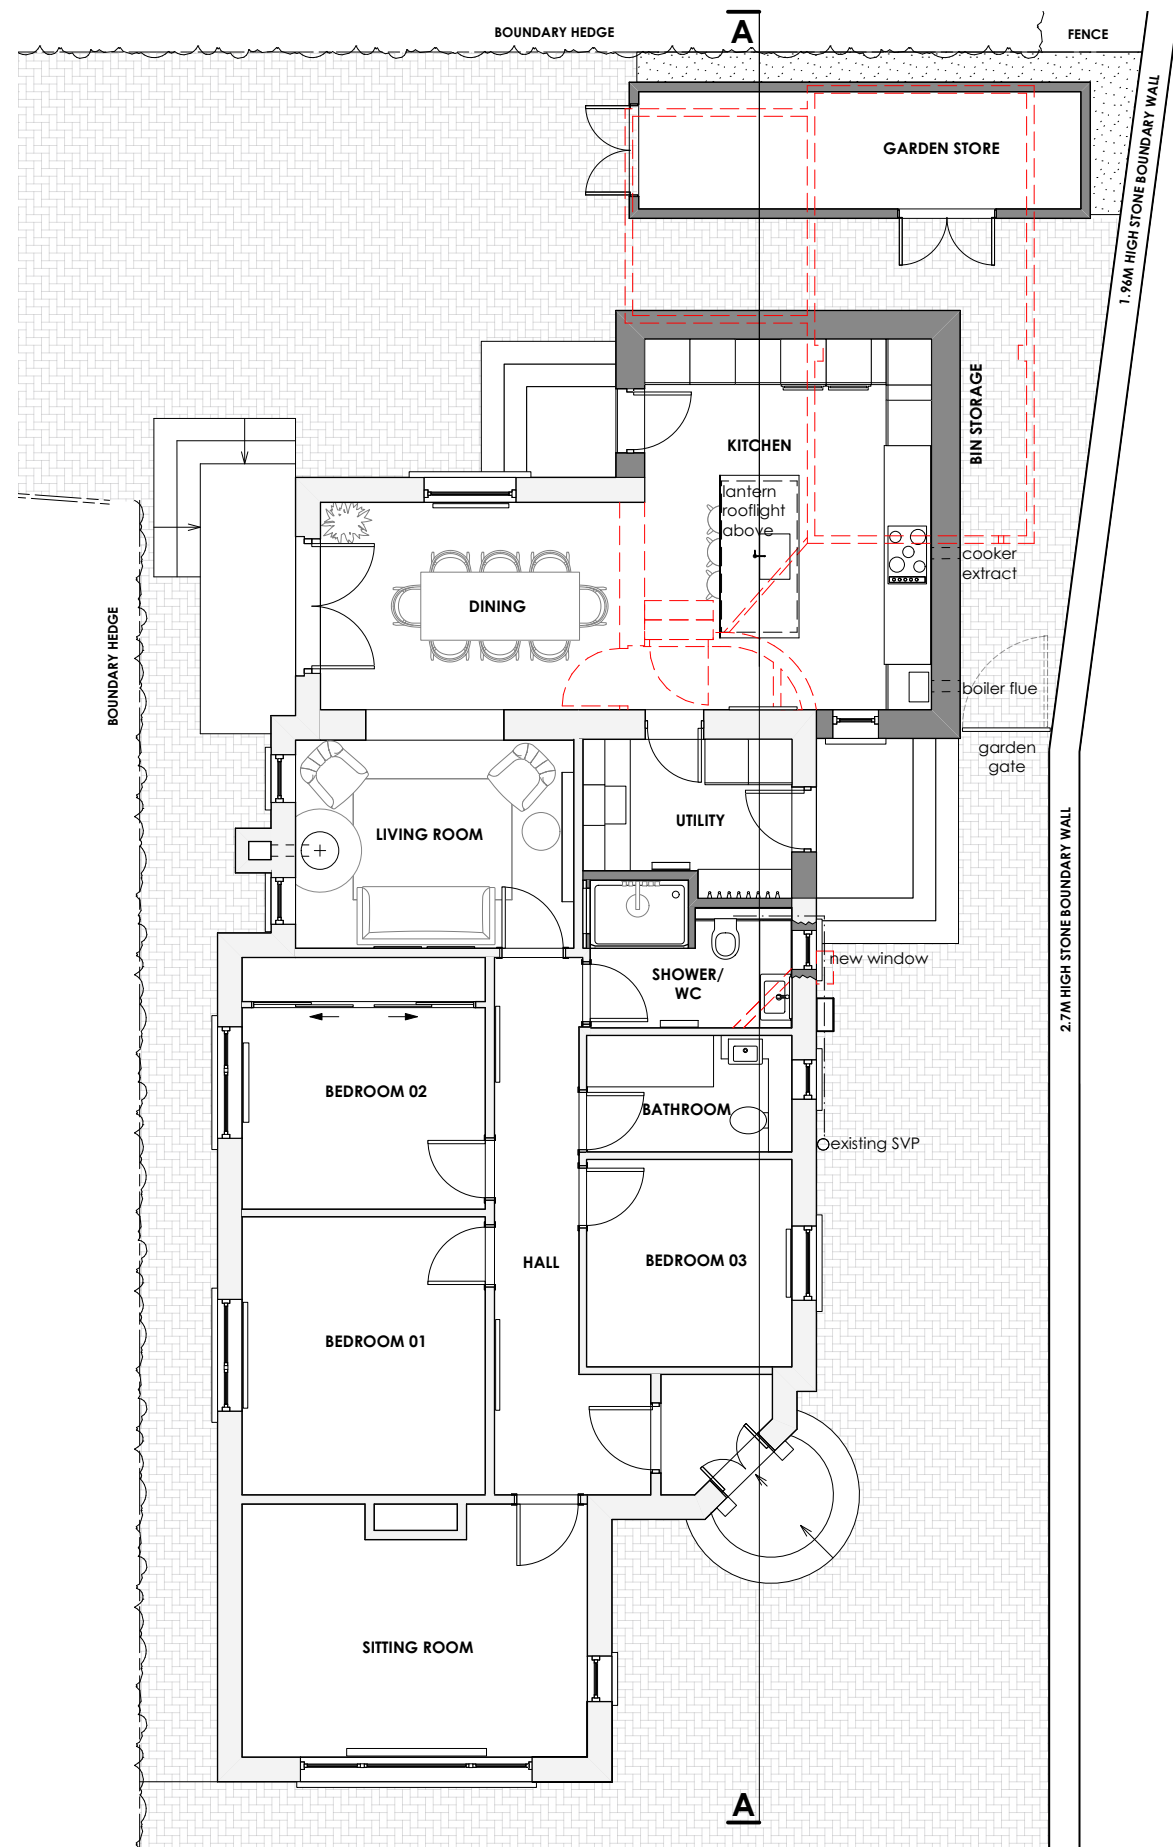 BOUNDARY HEDGE
A
FENCE
1.96M HIGH STONE BOUNDARY WALL
GARDEN STORE
BIN STORAGE
KITCHEN
lantern
rooflight
above
cooker
extract
DINING
BOUNDARY HEDGE
boiler flue
garden
gate
LIVING ROOM
UTILITY
2.7M HIGH STONE BOUNDARY WALL
new window
SHOWER/
WC
BEDROOM 02
BATHROOM
existing SVP
HALL
BEDROOM 03
BEDROOM 01
SITTING ROOM
A